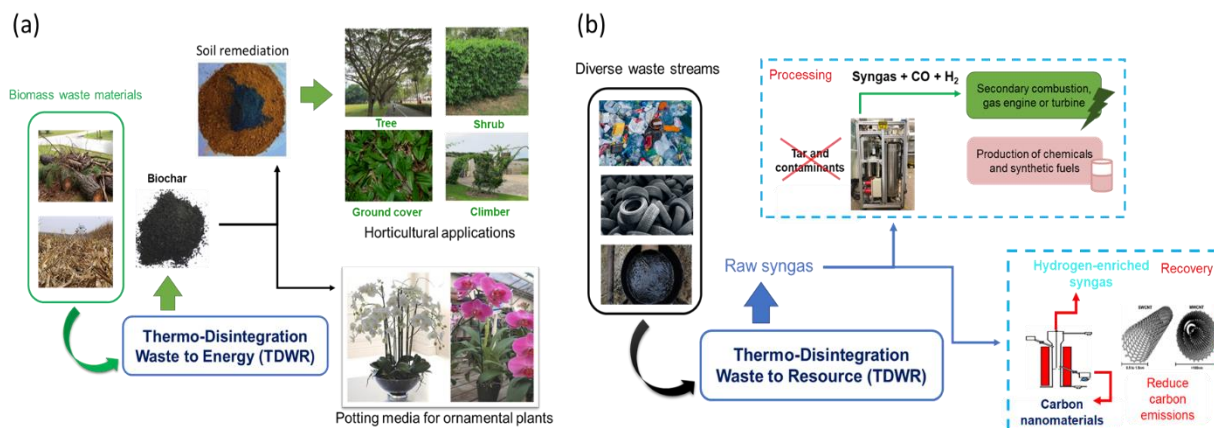 (a)
Biomass waste materials
Soil remediation
Biochar
Tree
Shrub
Ground cover
Climber
Horticultural applications
Thermo-Disintegration
Waste to Energy (TDWR)
Potting media for ornamental plants
(b)
Diverse waste streams
Processing
Syngas + CO + H₂
Secondary combustion,
gas engine or turbine
Tar and
contaminants
Production of chemicals
and synthetic fuels
Raw syngas
Thermo-Disintegration
Waste to Resource (TDWR)
Hydrogen-enriched
syngas
Recovery
SWCNT
MWCNT
Carbon
nanomaterials
Reduce
carbon
emissions